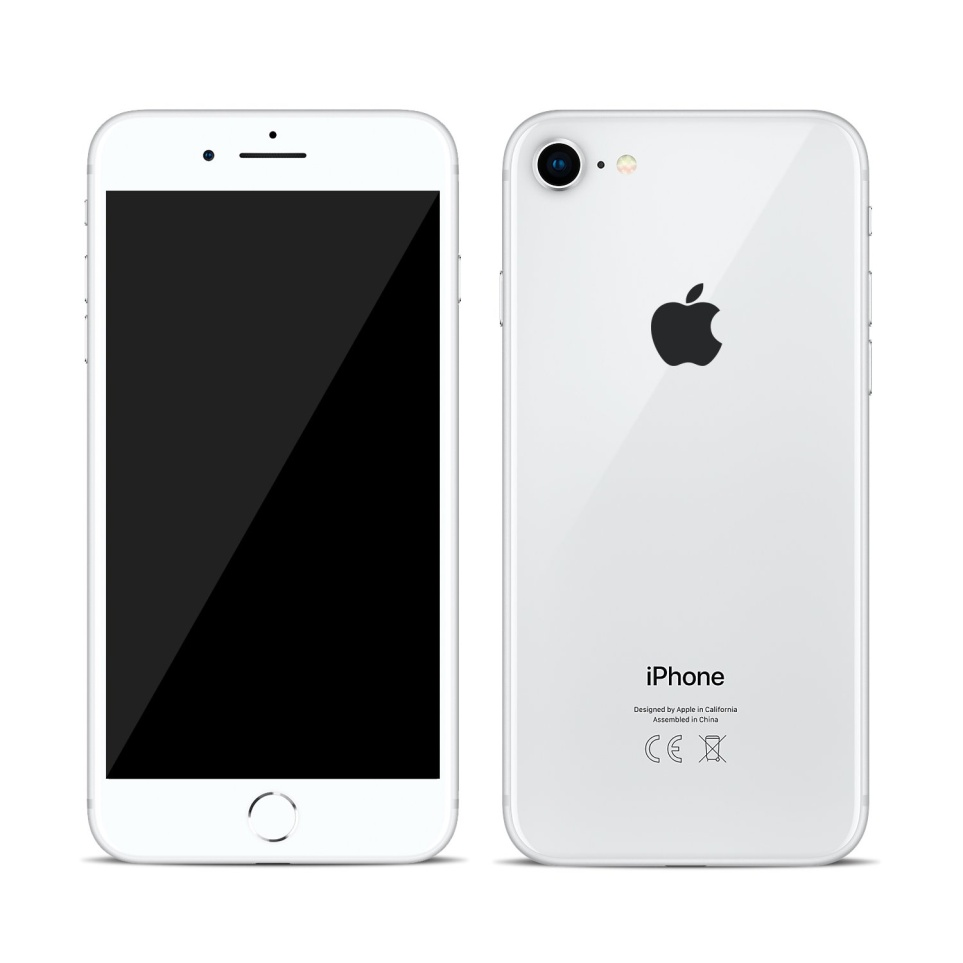 iPhone
Designed by Apple in California
Assembled in China
CE